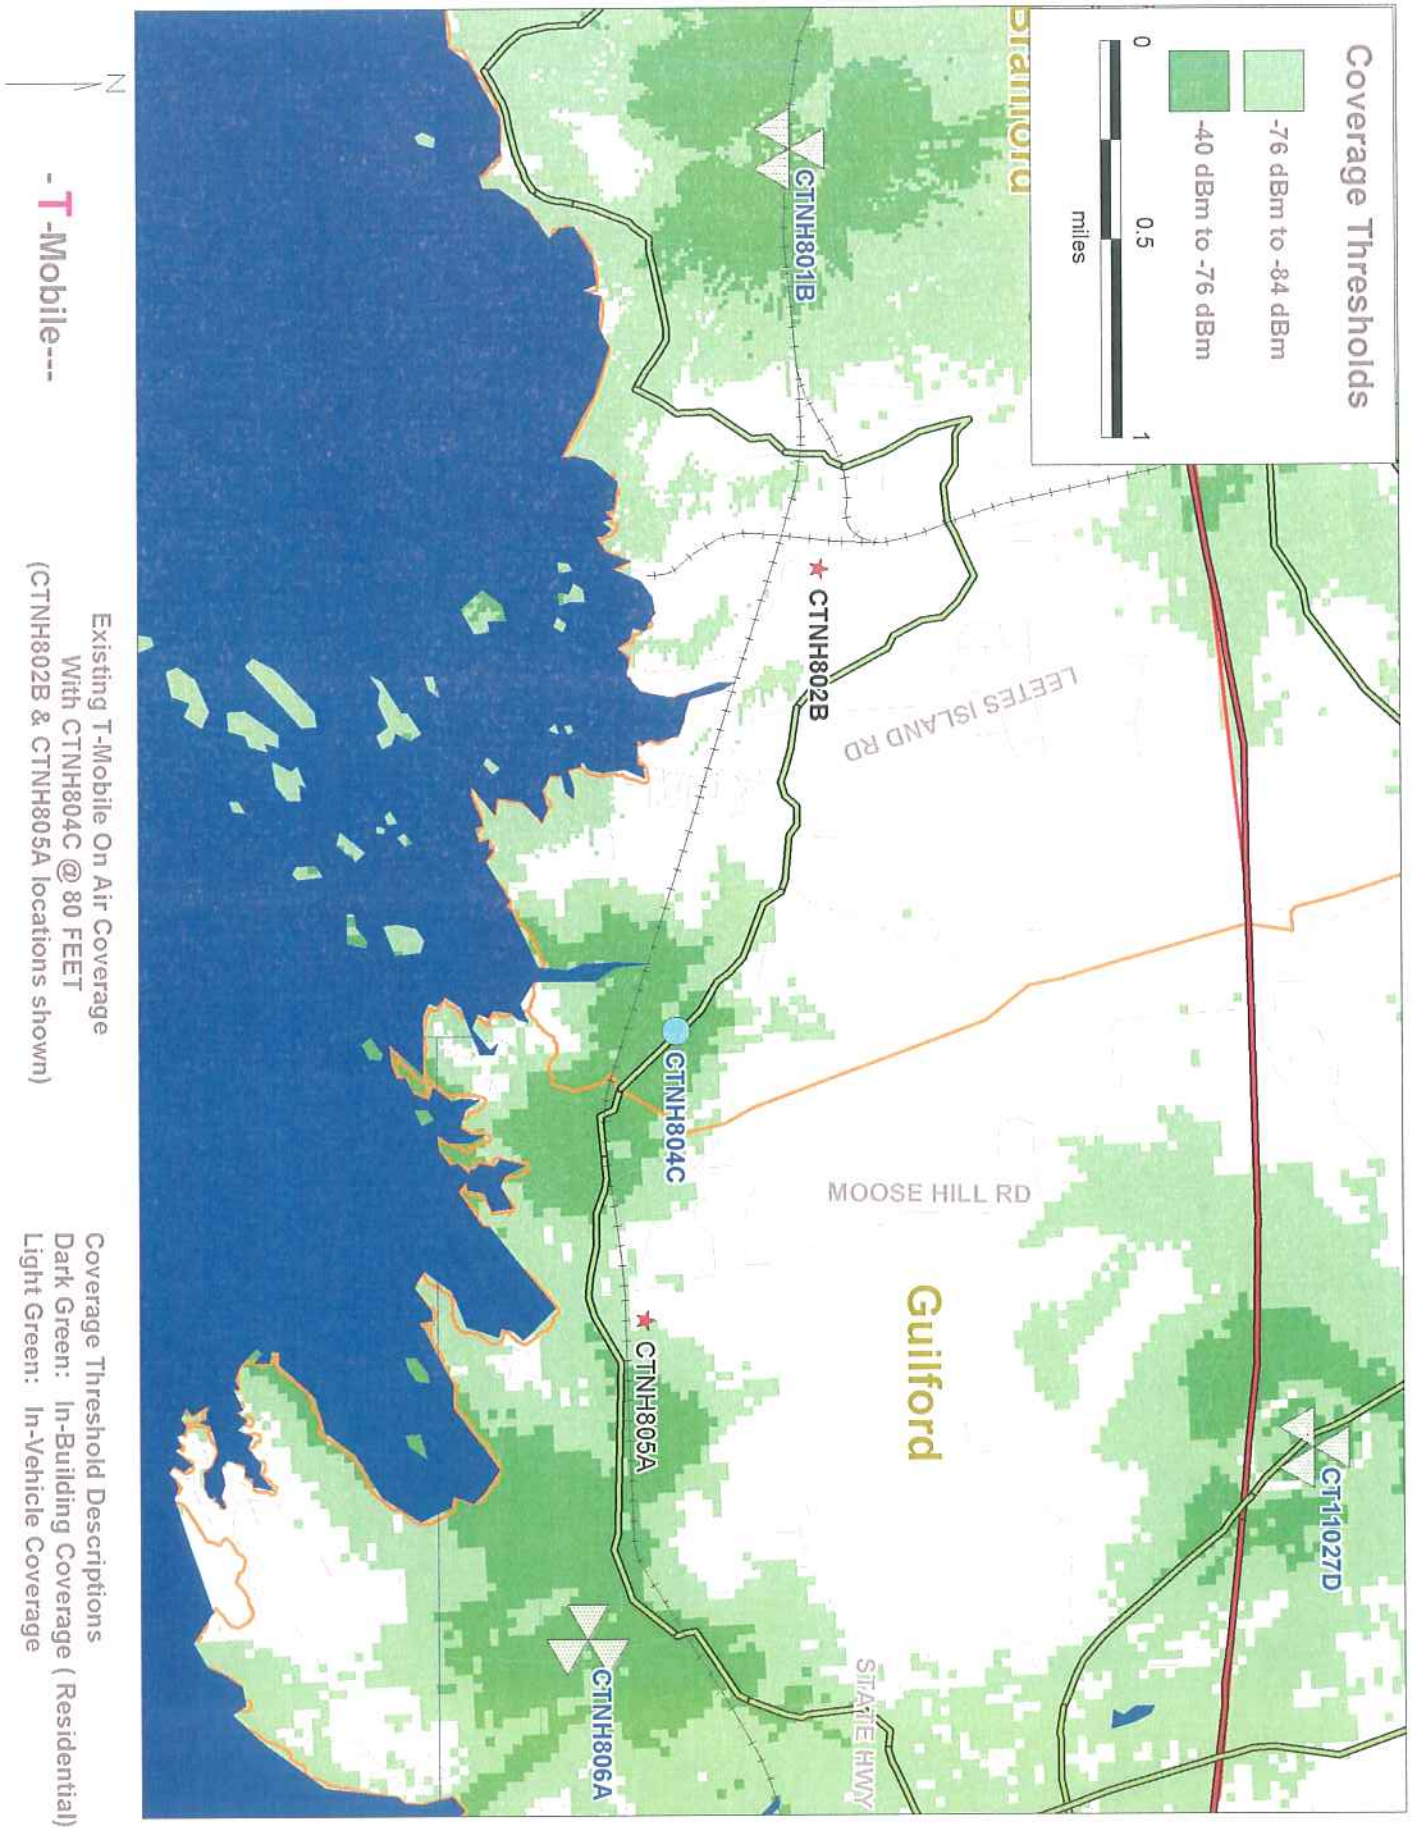 Coverage Thresholds
-76 dBm to -84 dBm
-40 dBm to -76 dBm
0 0.5 1
miles
Branford
CTNH801B
CTNH802B
LEETES ISLAND RD
CTNH804C
MOOSE HILL RD
Guilford
CTNH805A
CT11027D
STATE HWY
CTNH806A
N
- T -Mobile---
Existing T-Mobile On Air Coverage
With CTNH804C @ 80 FEET
(CTNH802B & CTNH805A locations shown)
Coverage Threshold Descriptions
Dark Green: In-Building Coverage ( Residential)
Light Green: In-Vehicle Coverage